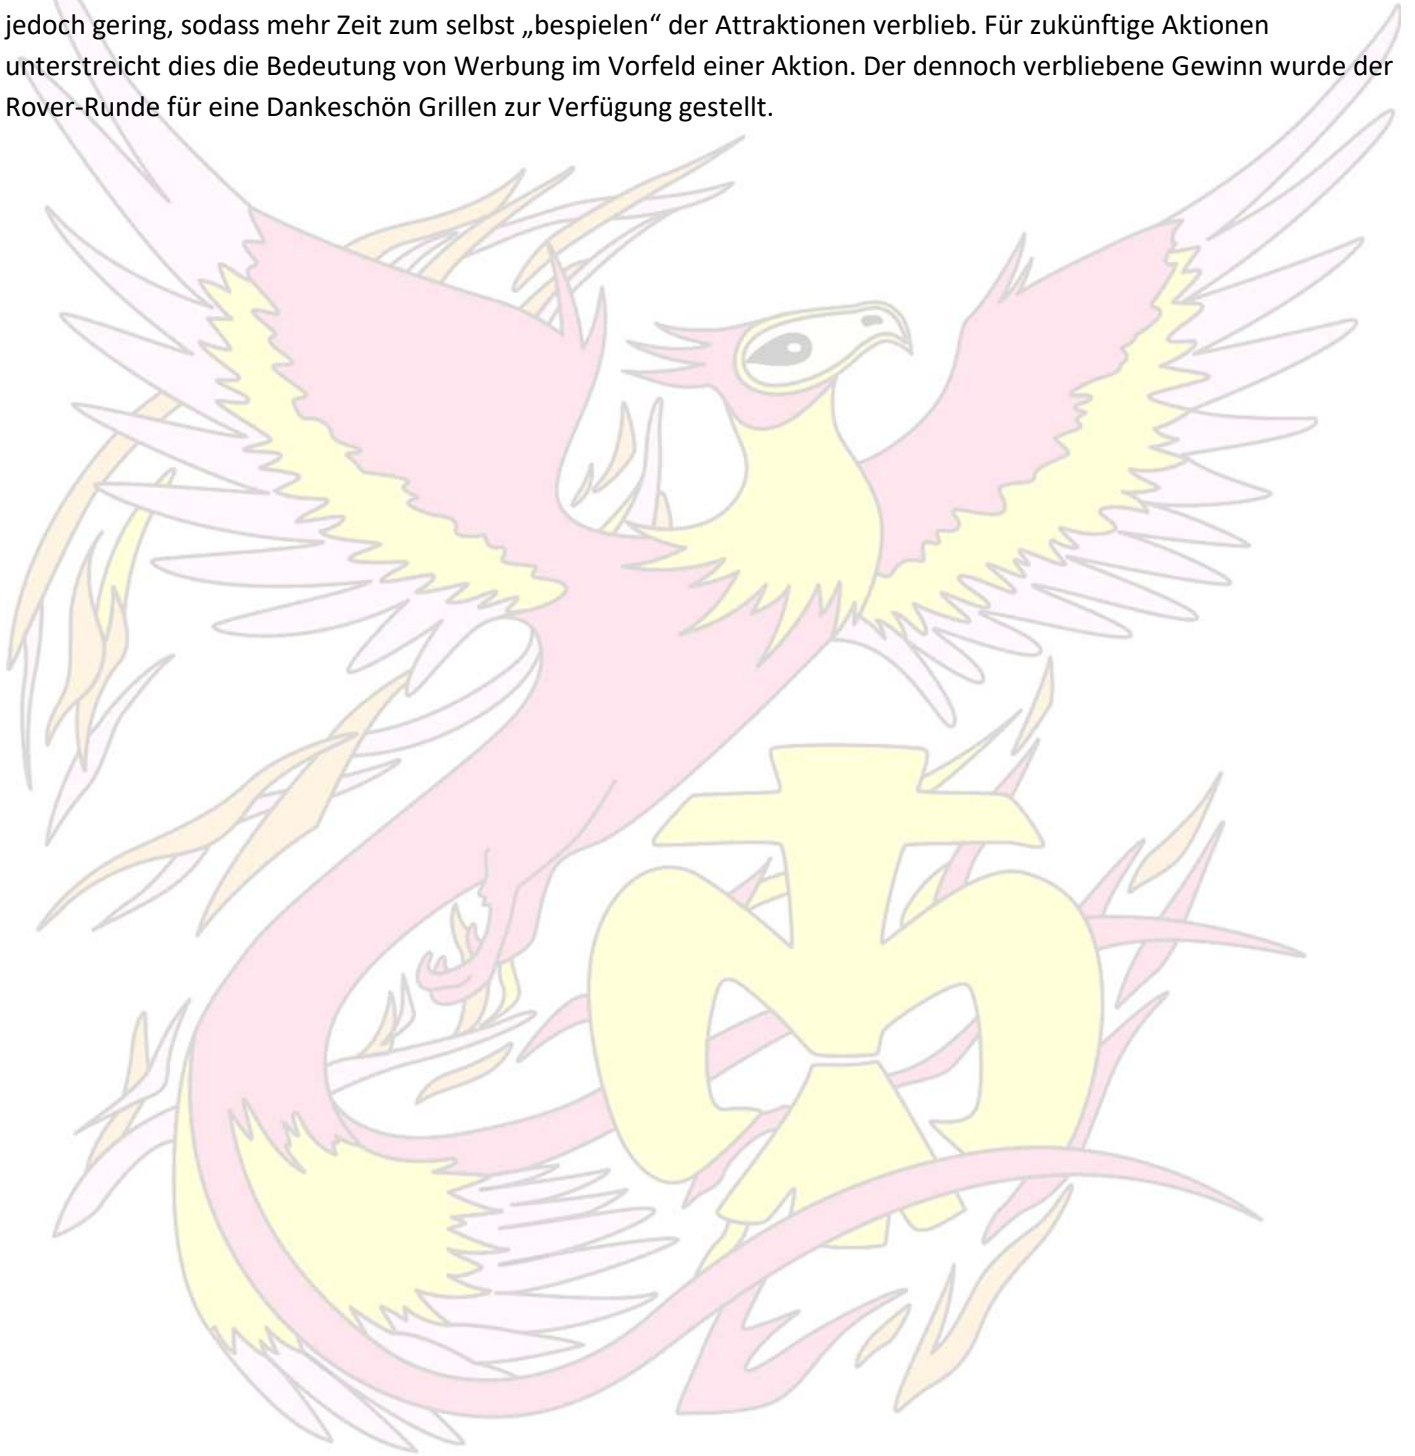 jedoch gering, sodass mehr Zeit zum selbst „bespielen“ der Attraktionen verblieb. Für zukünftige Aktionen
unterstreicht dies die Bedeutung von Werbung im Vorfeld einer Aktion. Der dennoch verbliebene Gewinn wurde der
Rover-Runde für eine Dankeschön Grillen zur Verfügung gestellt.